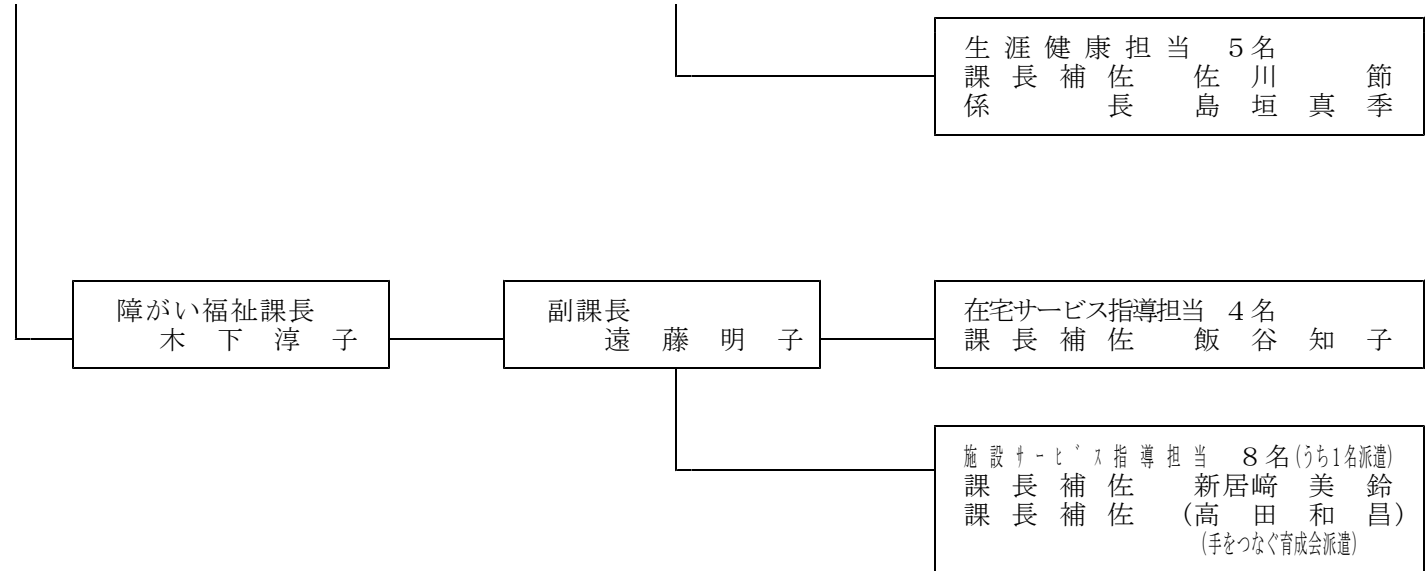 生涯健康担当　5名
課長補佐　佐川　節
係長　島垣真季
障がい福祉課長
木下淳子
副課長
遠藤明子
在宅サービス指導担当　4名
課長補佐　飯谷知子
施設ｻｰﾋﾞｽ指導担当　8名(うち1名派遣)
課長補佐　新居﨑美鈴
課長補佐　(高田和昌)
(手をつなぐ育成会派遣)